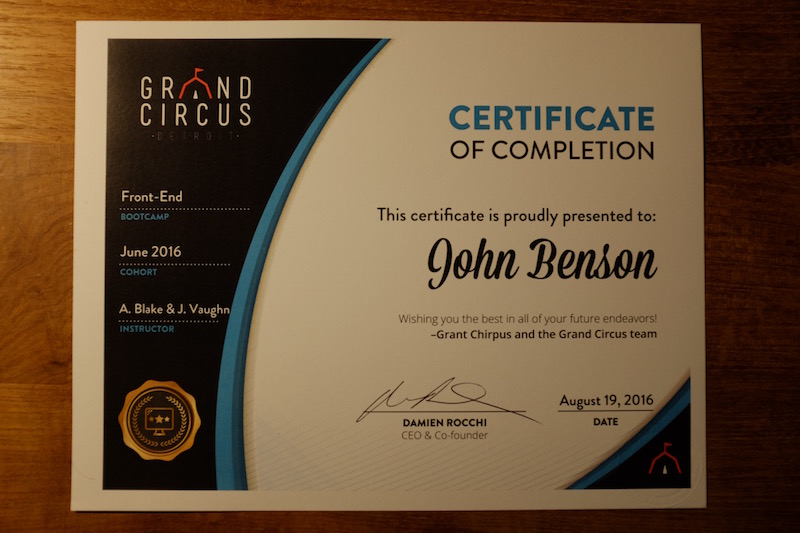 GRAND
CIRCUS
·DETROIT·
Front-End
BOOTCAMP
June 2016
COHORT
A. Blake & J. Vaughn
INSTRUCTOR
CERTIFICATE
OF COMPLETION
This certificate is proudly presented to:
John Benson
Wishing you the best in all of your future endeavors!
–Grant Chirpus and the Grand Circus team
DAMIEN ROCCHI
CEO & Co-founder
August 19, 2016
DATE